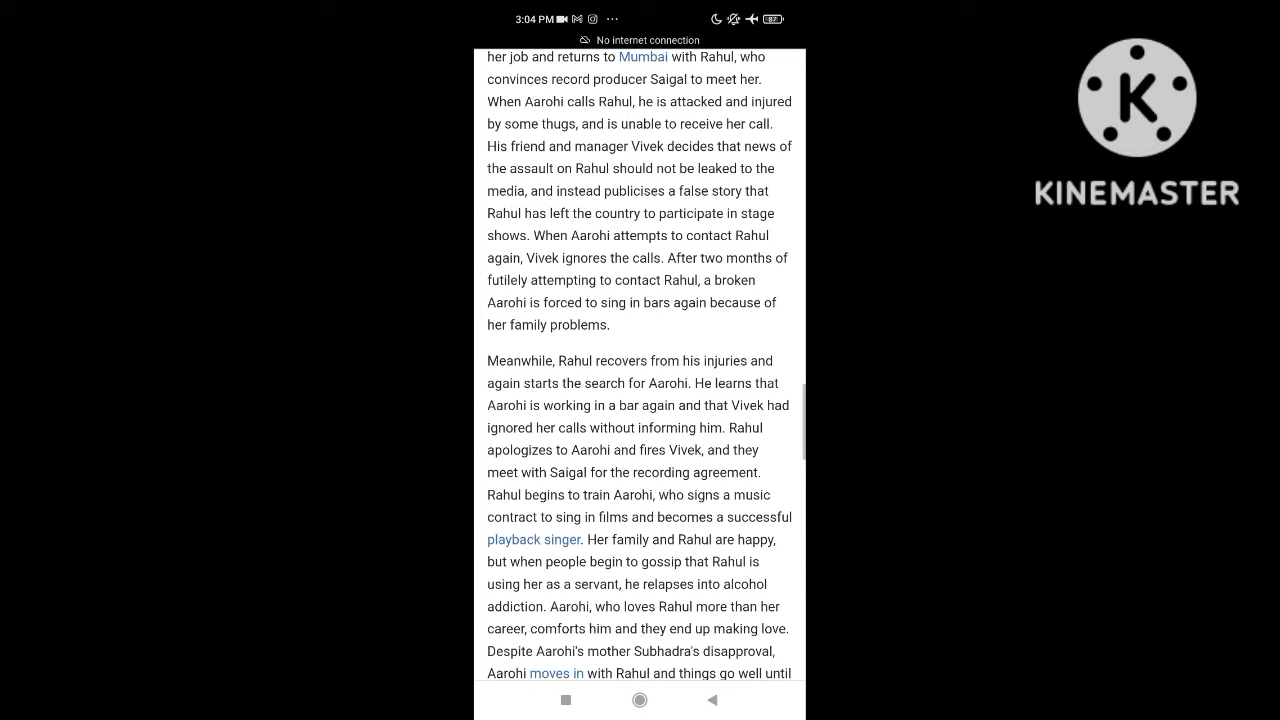 3:04 PM
87
No internet connection
her job and returns to Mumbai with Rahul, who
convinces record producer Saigal to meet her.
When Aarohi calls Rahul, he is attacked and injured
by some thugs, and is unable to receive her call.
His friend and manager Vivek decides that news of
the assault on Rahul should not be leaked to the
media, and instead publicises a false story that
Rahul has left the country to participate in stage
shows. When Aarohi attempts to contact Rahul
again, Vivek ignores the calls. After two months of
futilely attempting to contact Rahul, a broken
Aarohi is forced to sing in bars again because of
her family problems.
Meanwhile, Rahul recovers from his injuries and
again starts the search for Aarohi. He learns that
Aarohi is working in a bar again and that Vivek had
ignored her calls without informing him. Rahul
apologizes to Aarohi and fires Vivek, and they
meet with Saigal for the recording agreement.
Rahul begins to train Aarohi, who signs a music
contract to sing in films and becomes a successful
playback singer. Her family and Rahul are happy,
but when people begin to gossip that Rahul is
using her as a servant, he relapses into alcohol
addiction. Aarohi, who loves Rahul more than her
career, comforts him and they end up making love.
Despite Aarohi's mother Subhadra's disapproval,
Aarohi moves in with Rahul and things go well until
K
KINEMASTER